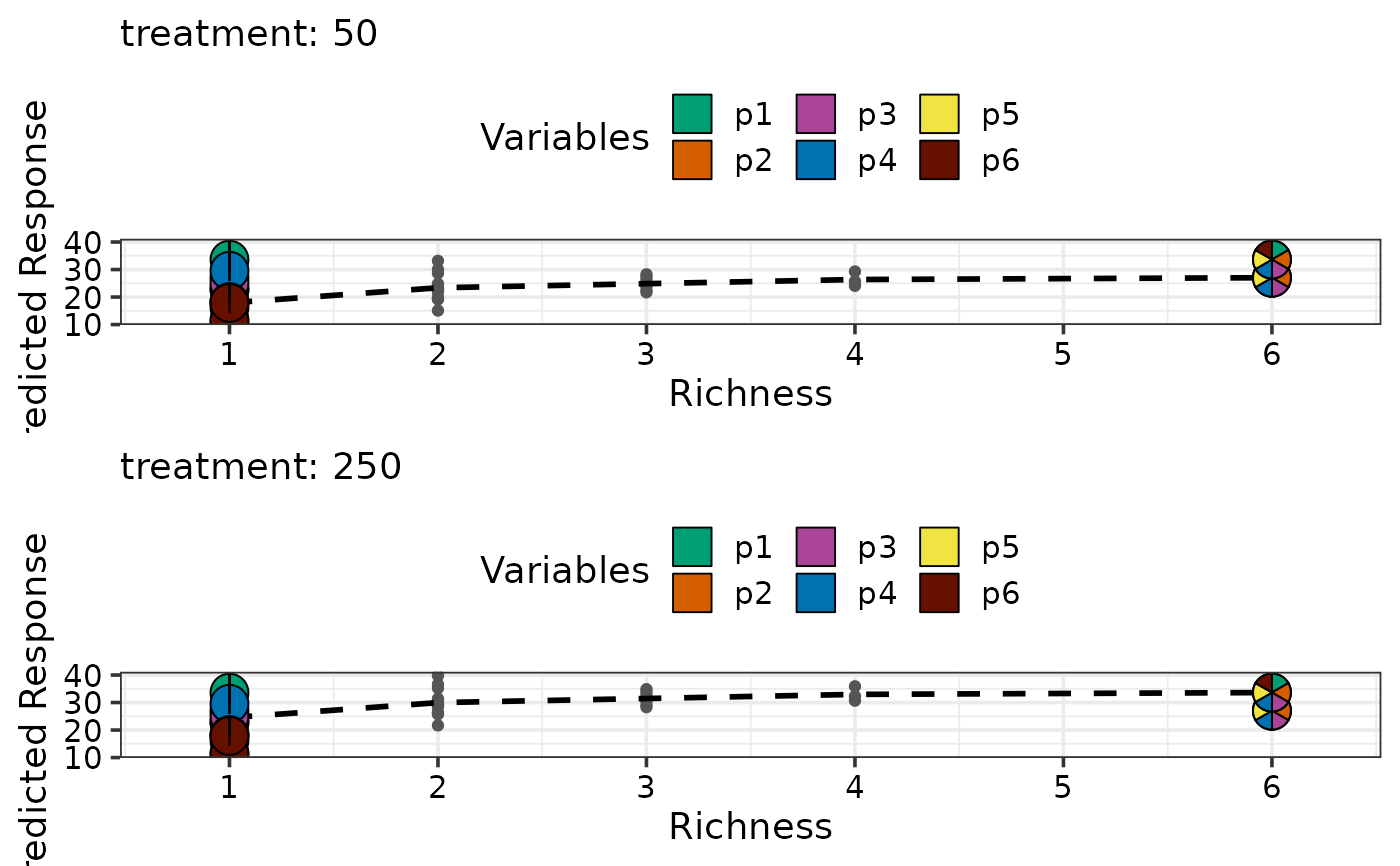 treatment: 50
Variables
p1 p3 p5
p2 p4 p6
redicted Response
40
30
20
10
1 2 3 4 5 6
Richness
treatment: 250
Variables
p1 p3 p5
p2 p4 p6
redicted Response
40
30
20
10
1 2 3 4 5 6
Richness